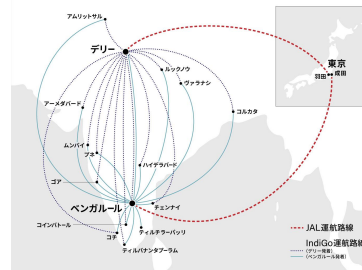 アムリットサル
デリー
ラックノウ
ヴァラナシ
東京
羽田
成田
アーメダバード
コルカタ
ムンバイ
プネ
ハイデラバード
ゴア
ベンガルール
チェンナイ
コインバトール
コチ
ティルチラーパッリ
ティルバナンタプーラム
JAL運航路線
IndiGo運航路線
(デリー発着)
(ベンガルール発着)